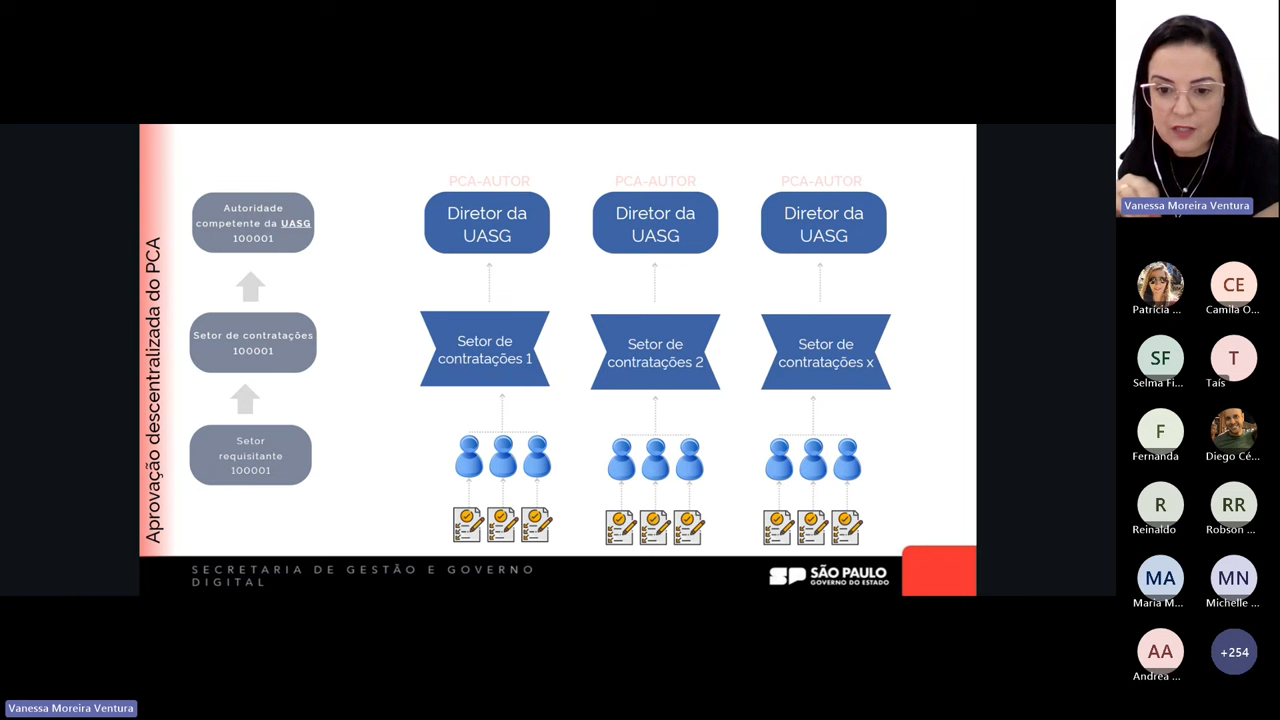 Aprovação descentralizada do PCA
Autoridade
competente da UASG
100001
Setor de contratações
100001
Setor
requisitante
100001
PCA-AUTOR
Diretor da
UASG
Setor de
contratações 1
PCA-AUTOR
Diretor da
UASG
Setor de
contratações 2
PCA-AUTOR
Diretor da
UASG
Setor de
contratações x
SECRETARIA DE GESTÃO E GOVERNO
DIGITAL
SP SÃO PAULO
GOVERNO DO ESTADO
Vanessa Moreira Ventura
Patrícia ...
CE
Camila O...
SF
Selma Fi...
T
Taís
F
Fernanda
Diego Cé...
R
Reinaldo
RR
Robson ...
MA
Maria M...
MN
Michelle ...
AA
Andrea ...
+254
Vanessa Moreira Ventura